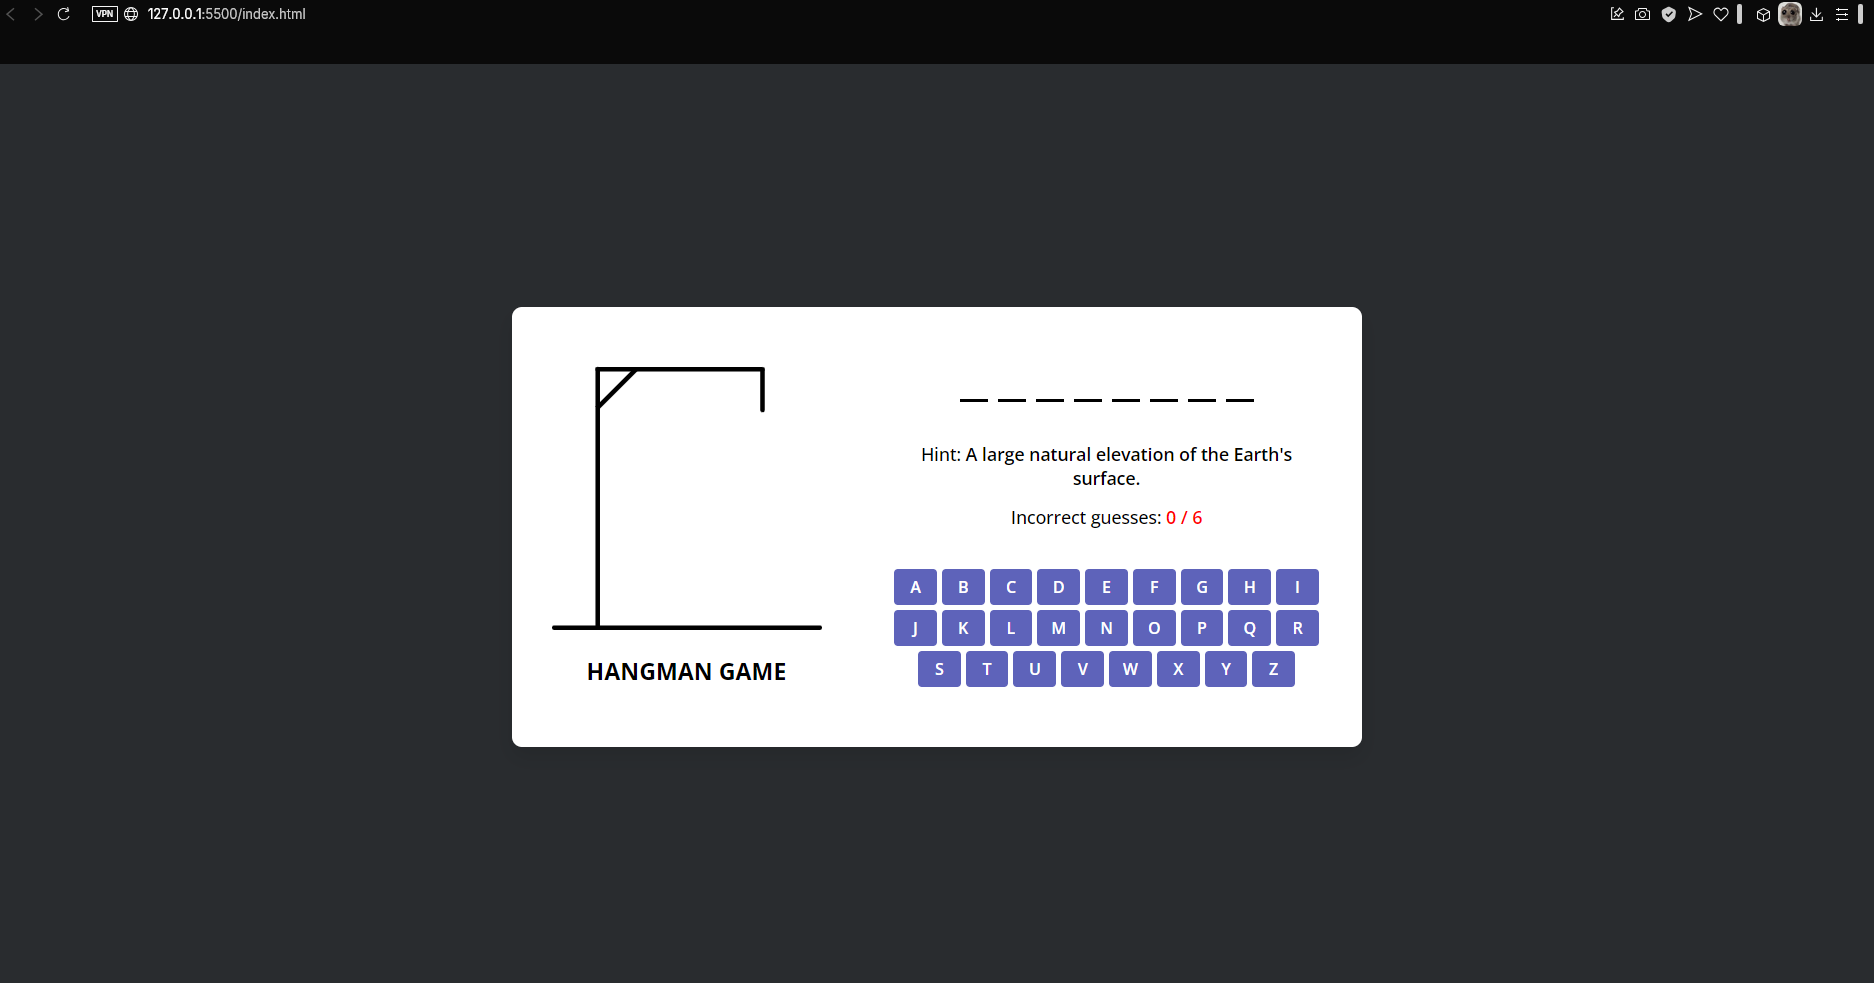 VPN 127.0.0.1:5500/index.html
Hint: A large natural elevation of the Earth's
surface.
Incorrect guesses: 0 / 6
A B C D E F G H I
J K L M N O P Q R
S T U V W X Y Z
HANGMAN GAME